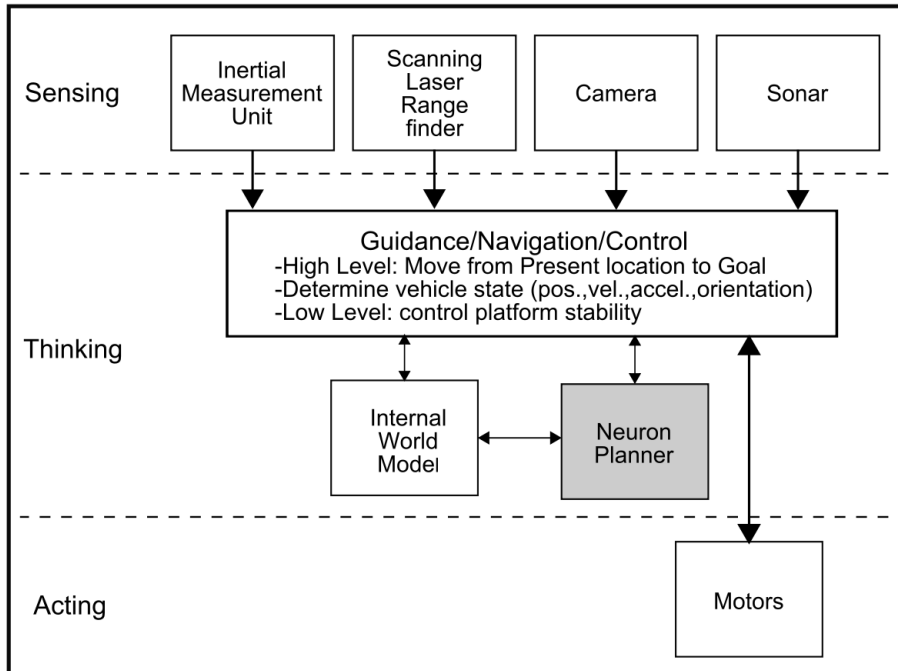 Sensing
Inertial
Measurement
Unit
Scanning
Laser
Range
finder
Camera
Sonar
Thinking
Guidance/Navigation/Control
-High Level: Move from Present location to Goal
-Determine vehicle state (pos.,vel.,accel.,orientation)
-Low Level: control platform stability
Internal
World
Model
Neuron
Planner
Acting
Motors